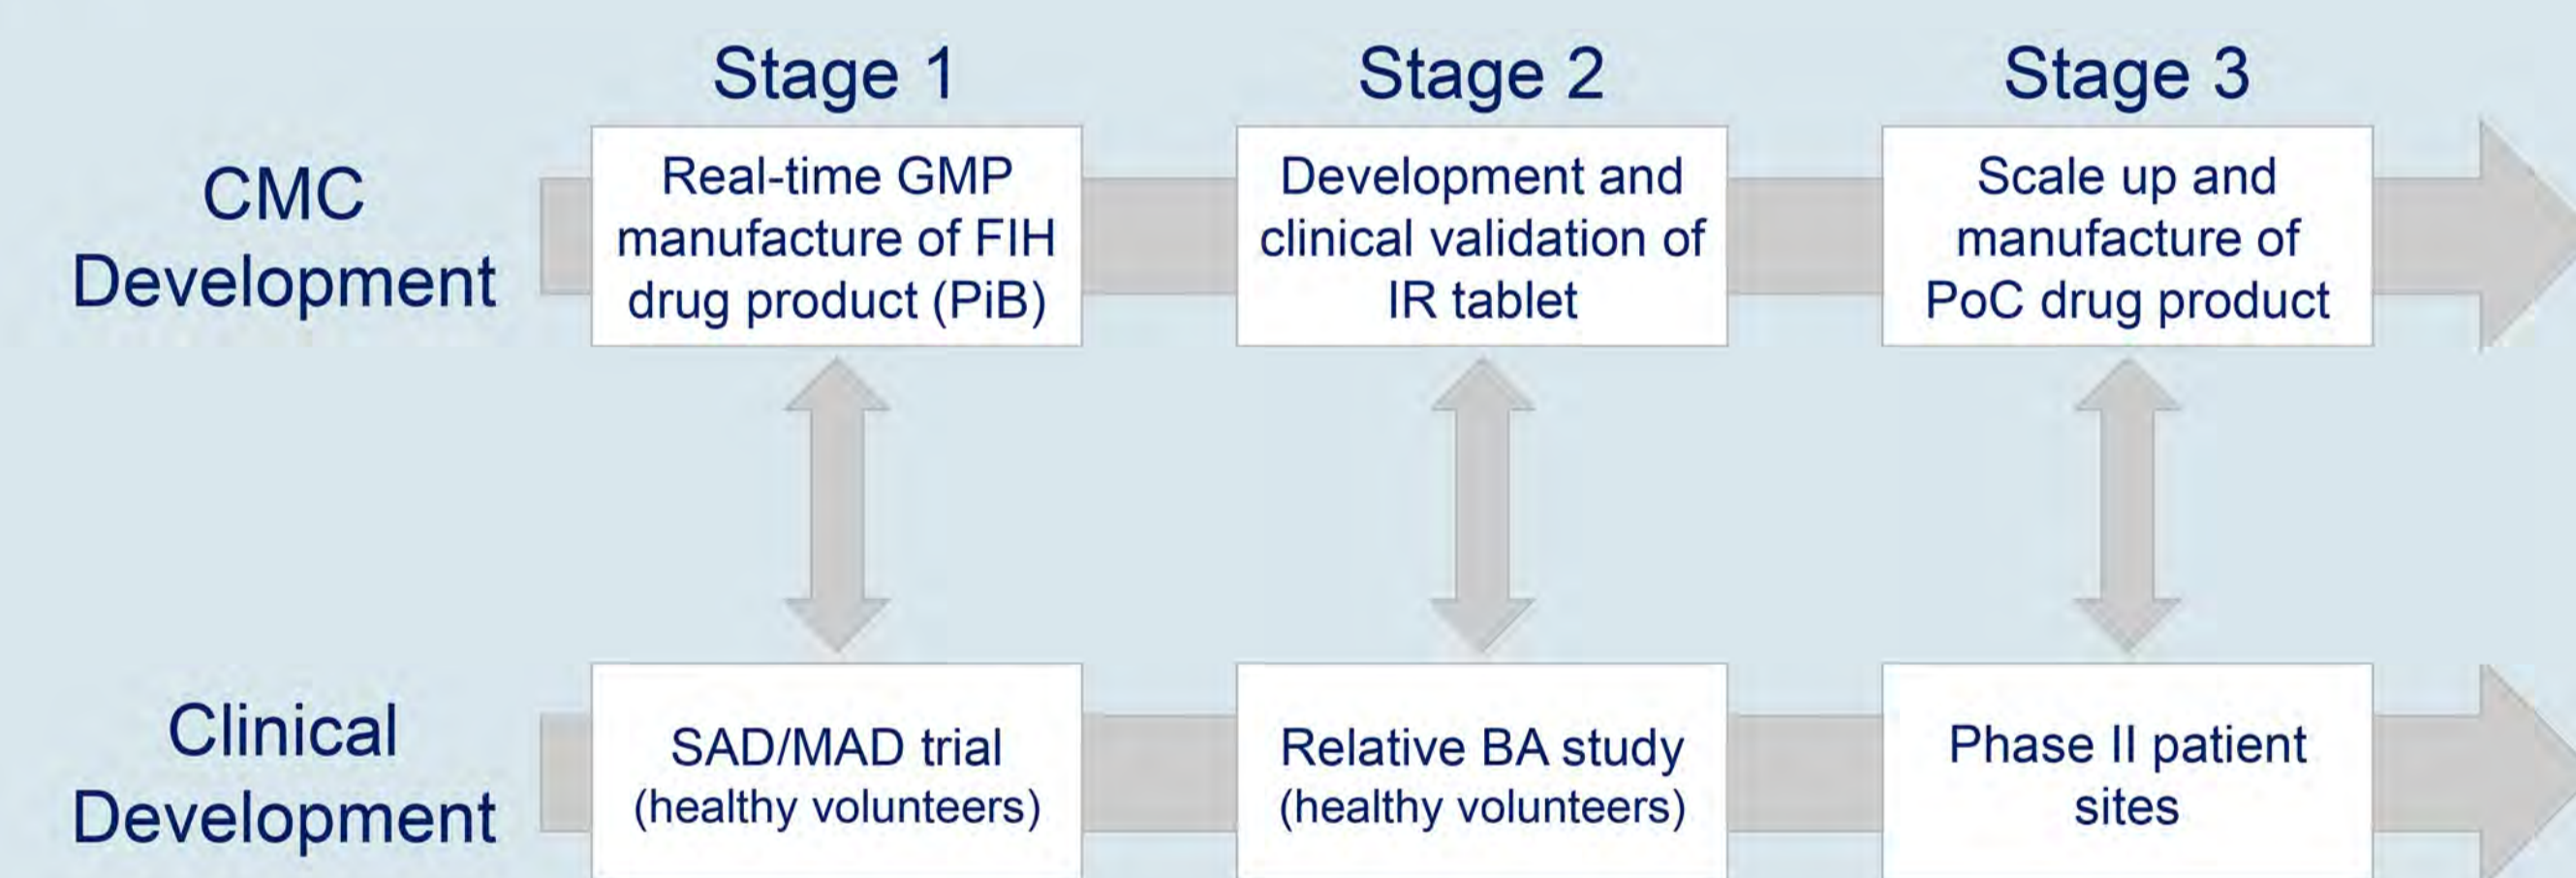 Stage 1
Stage 2
Stage 3
CMC
Development
Real-time GMP
manufacture of FIH
drug product (PiB)
Development and
clinical validation of
IR tablet
Scale up and
manufacture of
PoC drug product
Clinical
Development
SAD/MAD trial
(healthy volunteers)
Relative BA study
(healthy volunteers)
Phase II patient
sites